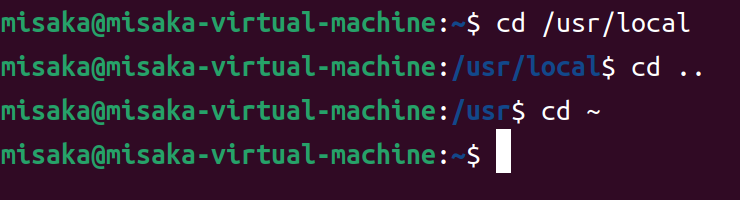 misaka@misaka-virtual-machine:~$ cd /usr/local
misaka@misaka-virtual-machine:/usr/local$ cd ..
misaka@misaka-virtual-machine:/usr$ cd ~
misaka@misaka-virtual-machine:~$